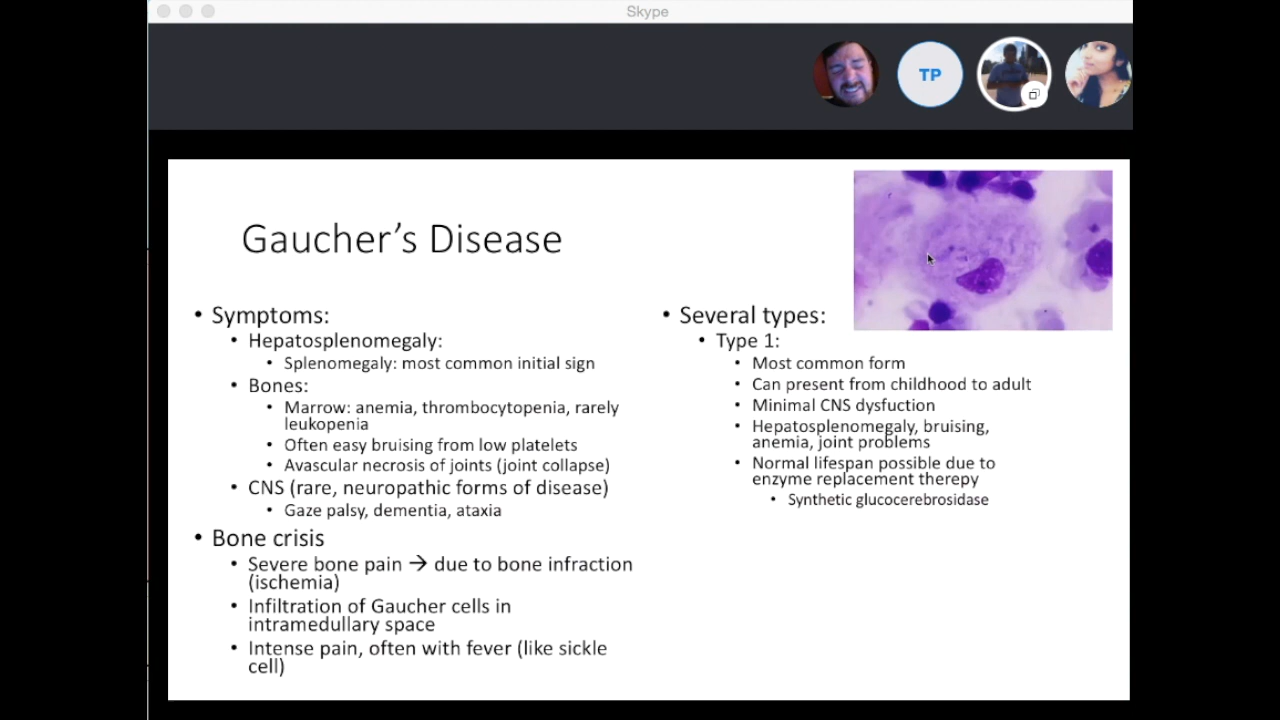 Skype
TP
Gaucher’s Disease
• Symptoms:
• Hepatosplenomegaly:
• Splenomegaly: most common initial sign
• Bones:
• Marrow: anemia, thrombocytopenia, rarely
leukopenia
• Often easy bruising from low platelets
• Avascular necrosis of joints (joint collapse)
• CNS (rare, neuropathic forms of disease)
• Gaze palsy, dementia, ataxia
• Bone crisis
• Severe bone pain → due to bone infraction
(ischemia)
• Infiltration of Gaucher cells in
intramedullary space
• Intense pain, often with fever (like sickle
cell)
• Several types:
• Type 1:
• Most common form
• Can present from childhood to adult
• Minimal CNS dysfuction
• Hepatosplenomegaly, bruising,
anemia, joint problems
• Normal lifespan possible due to
enzyme replacement therepy
• Synthetic glucocerebrosidase